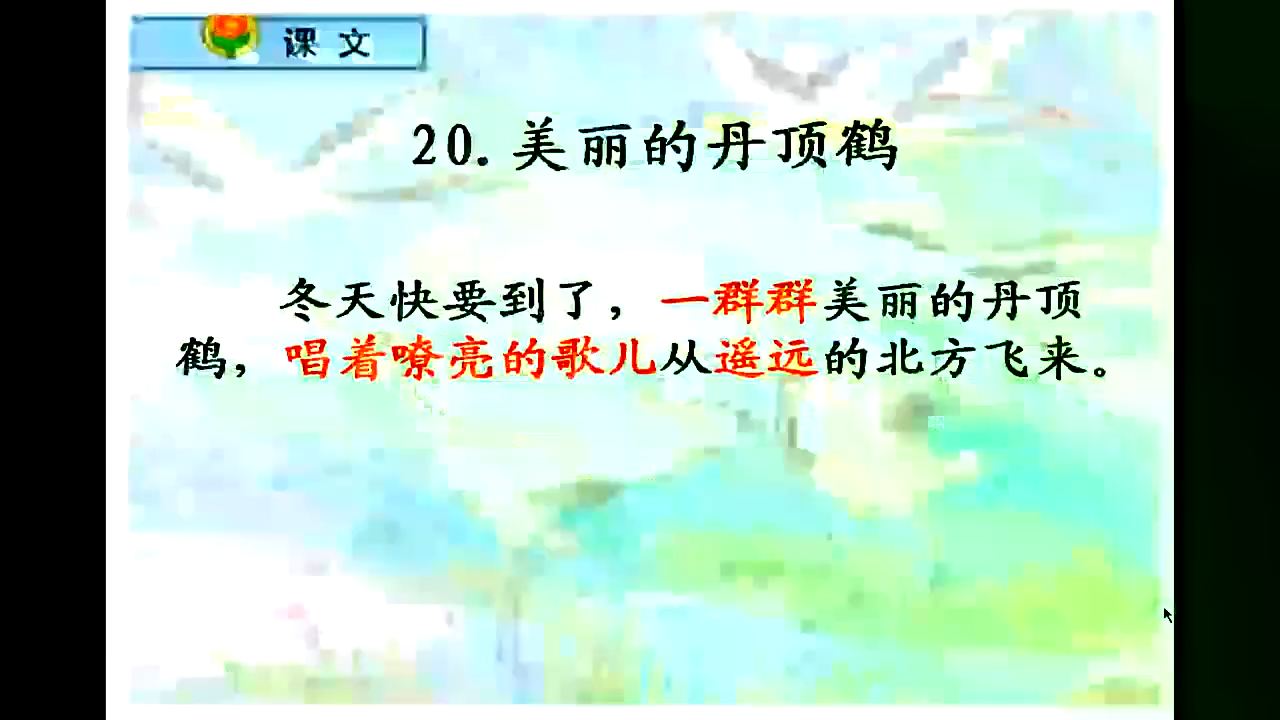 课文
20.美丽的丹顶鹤
冬天快要到了，一群群美丽的丹顶
鹤，唱着嘹亮的歌儿从遥远的北方飞来。